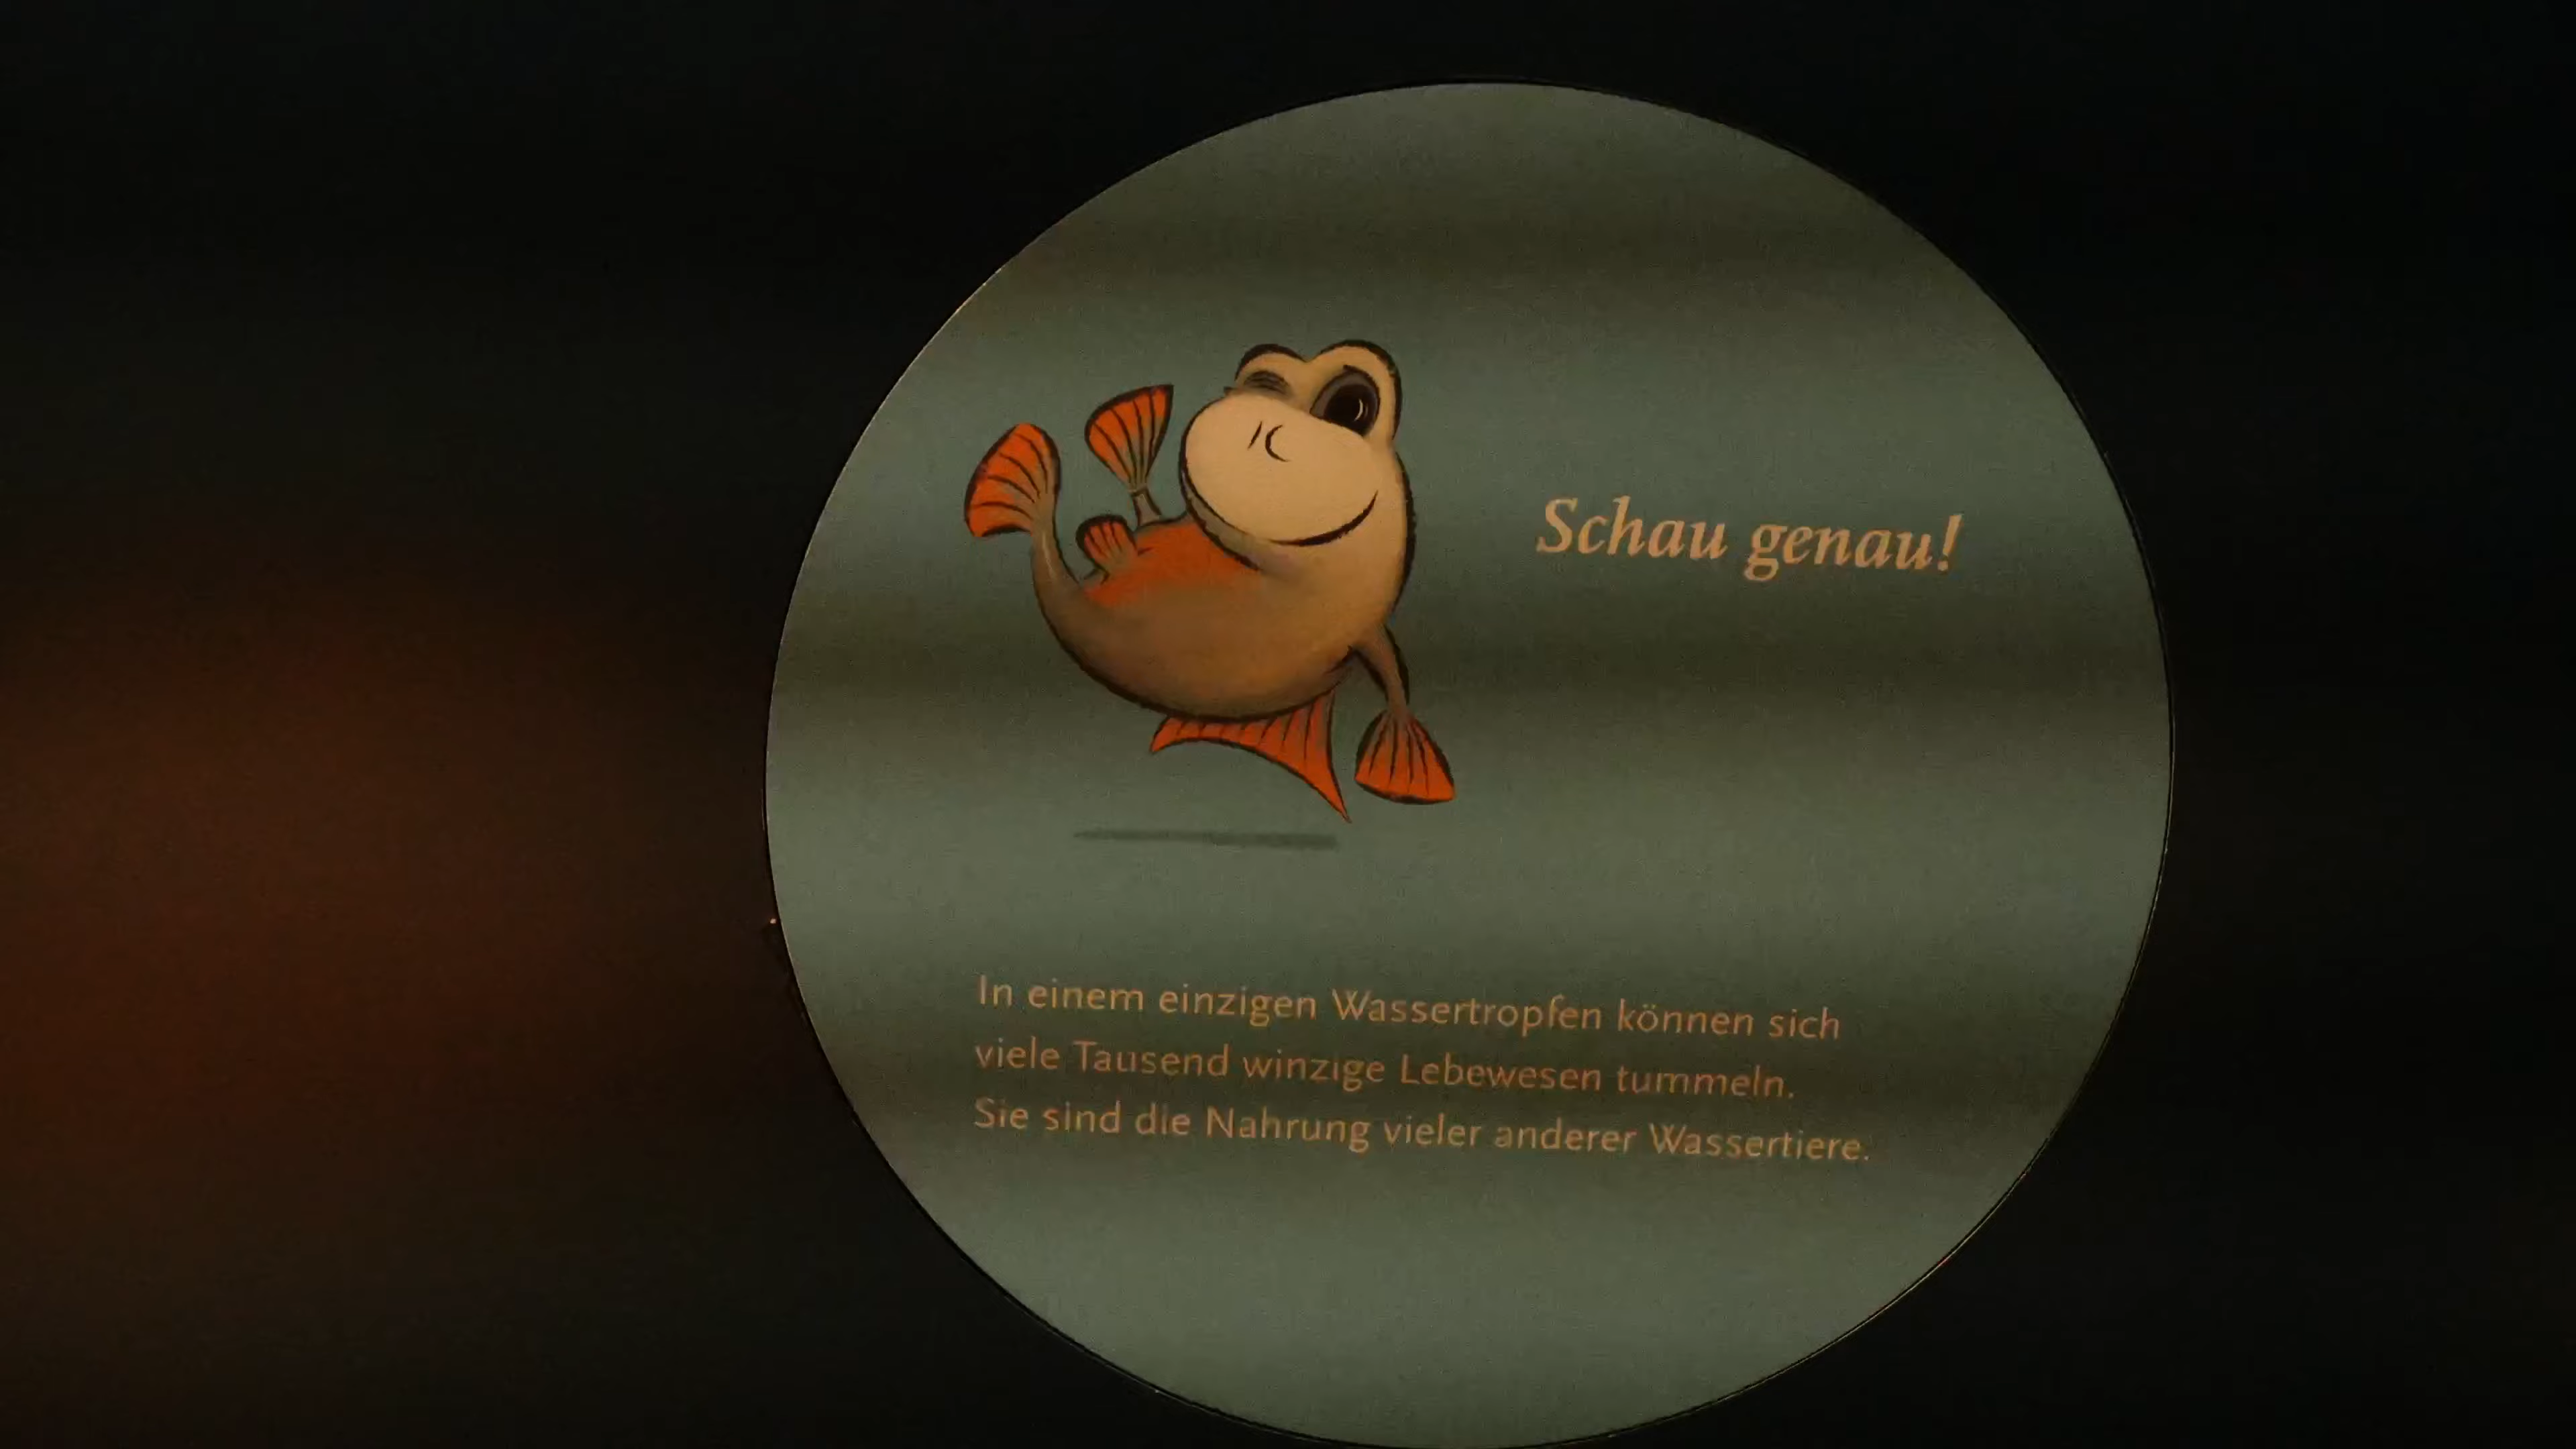 Schau genau!
In einem einzigen Wassertropfen können sich
viele Tausend winzige Lebewesen tummeln.
Sie sind die Nahrung vieler anderer Wassertiere.